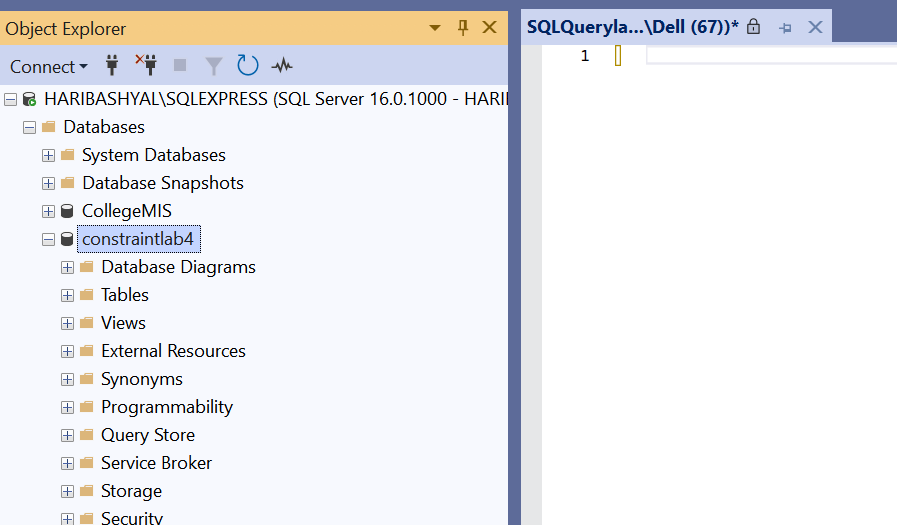 Object Explorer
Connect
HARIBASHYAL\SQLEXPRESS (SQL Server 16.0.1000 - HARI
Databases
System Databases
Database Snapshots
CollegeMIS
constraintlab4
Database Diagrams
Tables
Views
External Resources
Synonyms
Programmability
Query Store
Service Broker
Storage
Security
SQLQueryla...\Dell (67))*
1